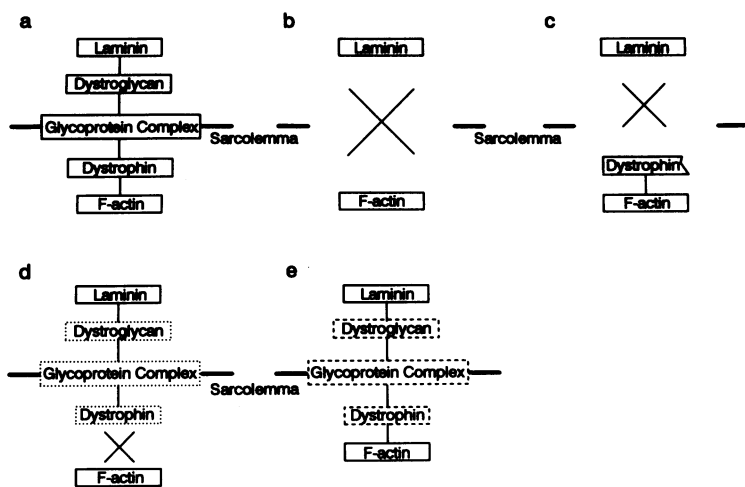 a
Laminin
Dystroglycan
Glycoprotein Complex
Sarcolemma
Dystrophin
F-actin
b
Laminin
F-actin
Sarcolemma
c
Laminin
Dystrophin
F-actin
d
Laminin
Dystroglycan
Glycoprotein Complex
Sarcolemma
Dystrophin
F-actin
e
Laminin
Dystroglycan
Glycoprotein Complex
Dystrophin
F-actin